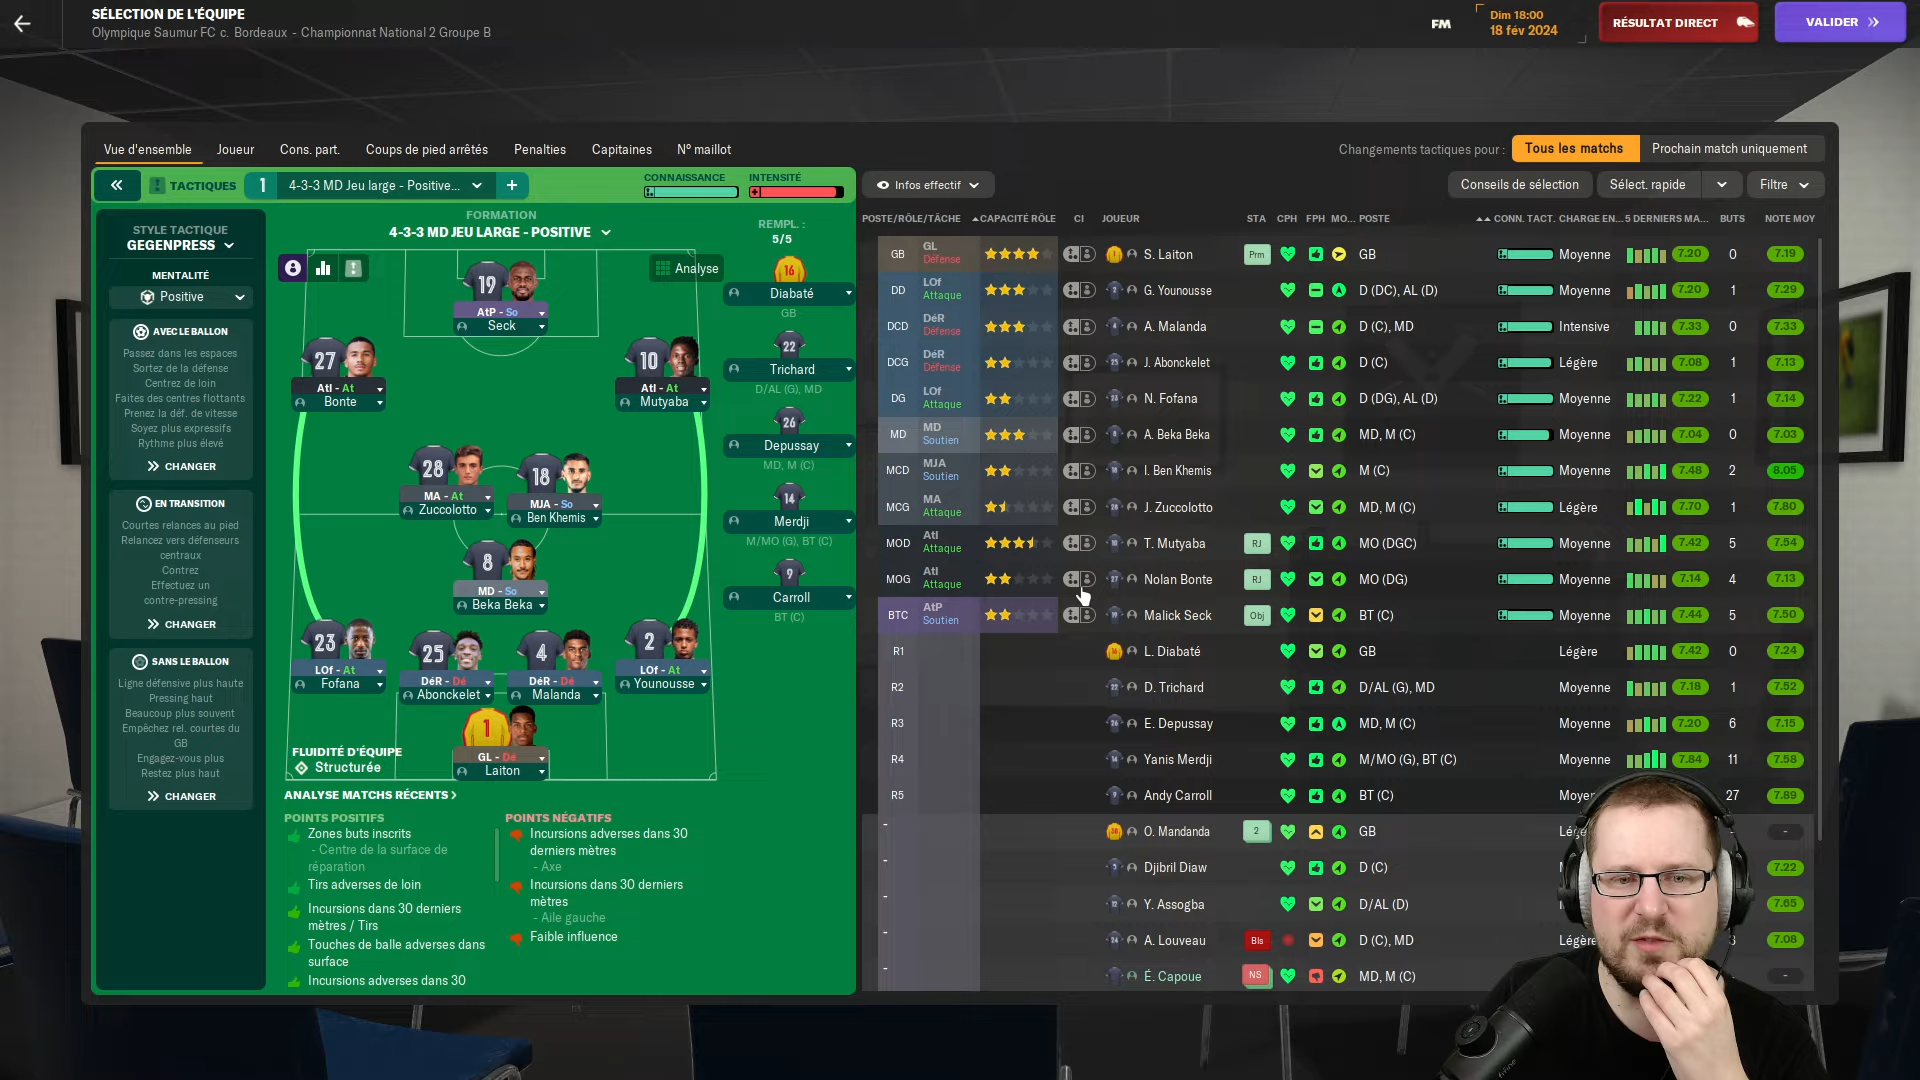 SÉLECTION DE L'ÉQUIPE
Olympique Saumur FC c. Bordeaux - Championnat National 2 Groupe B
FM
Dim 18:00
18 fév 2024
RÉSULTAT DIRECT
VALIDER
Vue d'ensemble Joueur Cons. part. Coups de pied arrêtés Penalties Capitaines N° maillot
Changements tactiques pour : Tous les matchs Prochain match uniquement
TACTIQUES 1 4-3-3 MD Jeu large - Positive... +
CONNAISSANCE
INTENSITÉ
Infos effectif
Conseils de sélection Sélect. rapide Filtre
STYLE TACTIQUE
GEGENPRESS
MENTALITÉ
Positive
AVEC LE BALLON
Passez dans les espaces
Sortez de la défense
Centrez de loin
Faites des centres flottants
Prenez la déf. de vitesse
Soyez plus expressifs
Rythme plus élevé
CHANGER
EN TRANSITION
Courtes relances au pied
Relancez vers défenseurs
centraux
Contrez
Effectuez un
contre-pressing
CHANGER
SANS LE BALLON
Ligne défensive plus haute
Pressing haut
Beaucoup plus souvent
Empêchez rel. courtes du
GB
Engagez-vous plus
Restez plus haut
CHANGER
FORMATION
4-3-3 MD JEU LARGE - POSITIVE
Analyse
19
AtP - So
Seck
27
AtI - At
Bonte
10
AtI - At
Mutyaba
28
MA - At
Zuccolotto
18
MJA - So
Ben Khemis
8
MD - So
Beka Beka
23
LOf - At
Fofana
25
DéR - Dé
Abonckelet
4
DéR - Dé
Malanda
2
LOf - At
Younousse
1
GL - Dé
Laiton
FLUIDITÉ D'ÉQUIPE
Structurée
REMPL. :
5/5
16
Diabaté
GB
22
Trichard
D/AL (G), MD
26
Depussay
MD, M (C)
14
Merdji
M/MO (G), BT (C)
9
Carroll
BT (C)
ANALYSE MATCHS RÉCENTS
POINTS POSITIFS
Zones buts inscrits
- Centre de la surface de
réparation
Tirs adverses de loin
Incursions dans 30 derniers
mètres / Tirs
Touches de balle adverses dans
surface
Incursions adverses dans 30
POINTS NÉGATIFS
Incursions adverses dans 30
derniers mètres
- Axe
Incursions dans 30 derniers
mètres
- Aile gauche
Faible influence
POSTE/RÔLE/TÂCHE CAPACITÉ RÔLE CI JOUEUR STA CPH FPH MO... POSTE CONN. TACT. CHARGE EN... 5 DERNIERS MA... BUTS NOTE MOY
GB GL Défense S. Laiton Prm GB Moyenne 7.20 0 7.19
DD LOf Attaque G. Younousse D (DC), AL (D) Moyenne 7.20 1 7.29
DCD DéR Défense A. Malanda D (C), MD Intensive 7.33 0 7.33
DCG DéR Défense J. Abonckelet D (C) Légère 7.08 1 7.13
DG LOf Attaque N. Fofana D (DG), AL (D) Moyenne 7.22 1 7.14
MD MD Soutien A. Beka Beka MD, M (C) Moyenne 7.04 0 7.03
MCD MJA Soutien I. Ben Khemis M (C) Moyenne 7.48 2 8.05
MCG MA Attaque J. Zuccolotto MD, M (C) Légère 7.70 1 7.80
MOD AtI Attaque T. Mutyaba RJ MO (DGC) Moyenne 7.42 5 7.54
MOG AtI Attaque Nolan Bonte RJ MO (DG) Moyenne 7.14 4 7.13
BTC AtP Soutien Malick Seck Obj BT (C) Moyenne 7.44 5 7.50
R1 L. Diabaté GB Légère 7.42 0 7.24
R2 D. Trichard D/AL (G), MD Moyenne 7.18 1 7.52
R3 E. Depussay MD, M (C) Moyenne 7.20 6 7.15
R4 Yanis Merdji M/MO (G), BT (C) Moyenne 7.84 11 7.58
R5 Andy Carroll BT (C) 27 7.89
- O. Mandanda 2 GB -
- Djibril Diaw D (C) 7.22
- Y. Assogba D/AL (D) 7.65
- A. Louveau Bls D (C), MD Légère 7.08
- É. Capoue NS MD, M (C) -